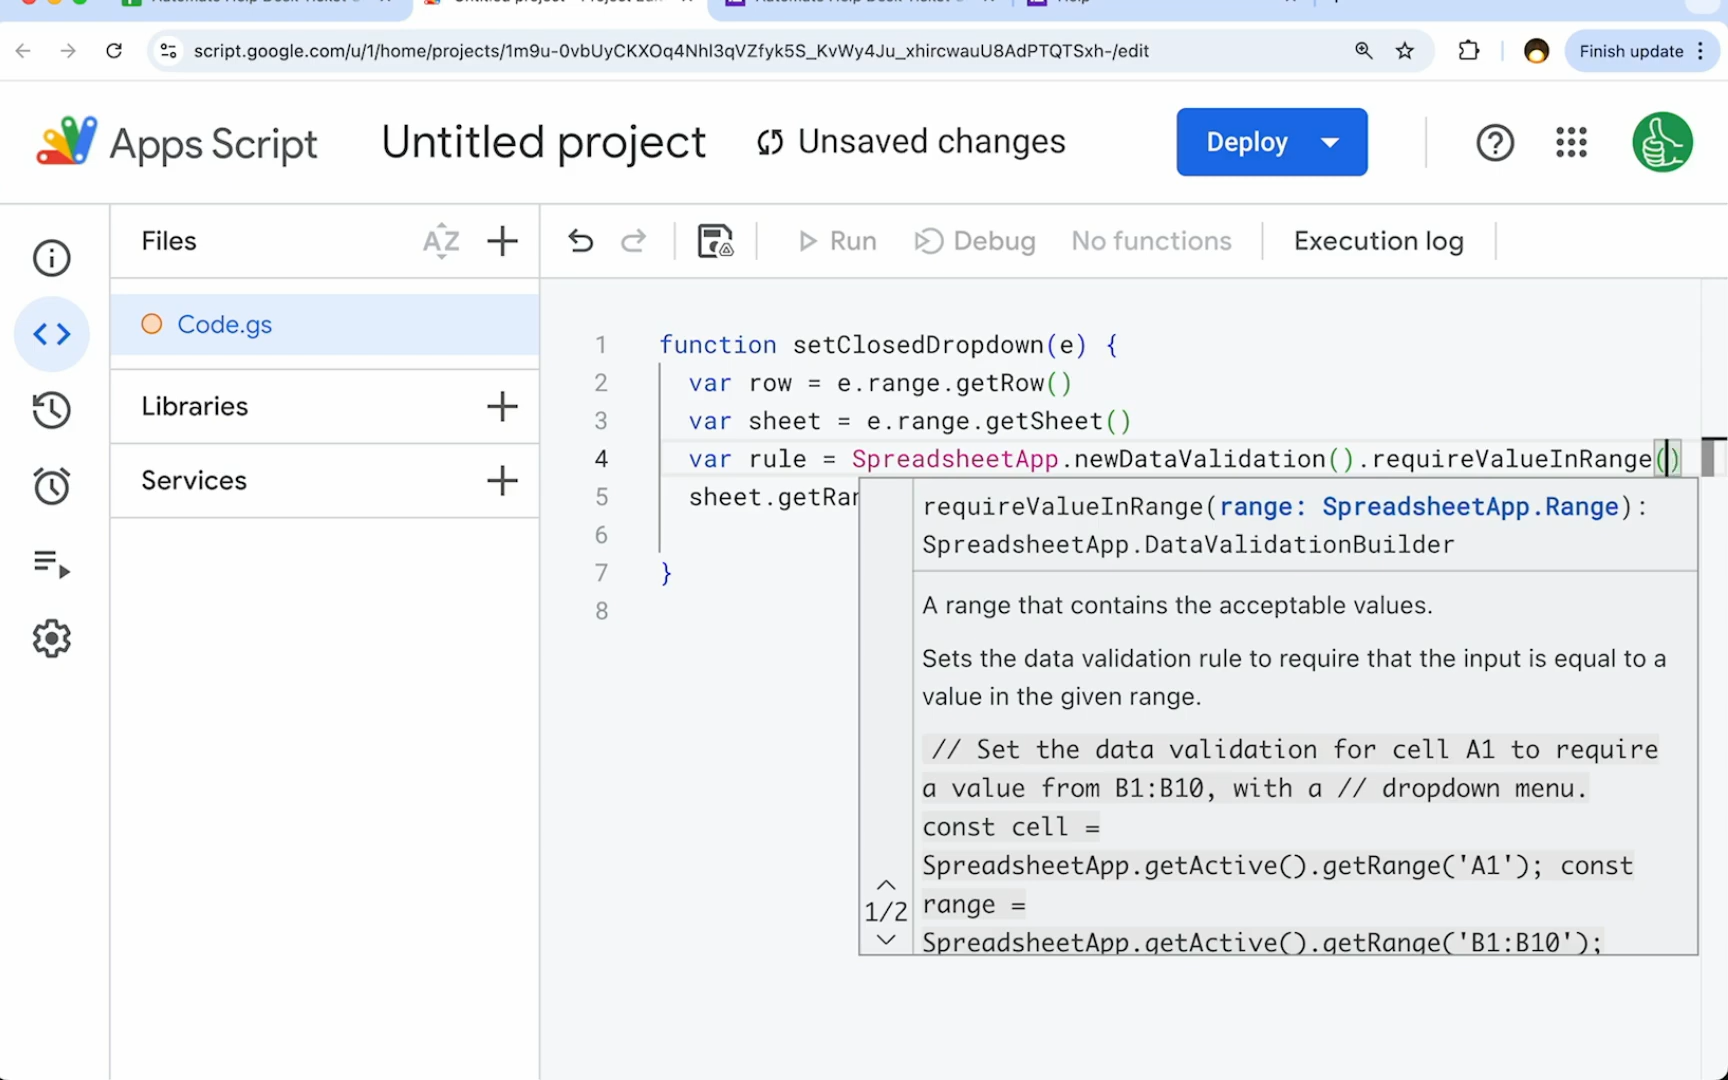 script.google.com/u/1/home/projects/1m9u-0vbUyCKXOq4Nhl3qVZfyk5S_KvWy4Ju_xhircwauU8AdPTQTSxh-/edit
Finish update
Apps Script
Untitled project
Unsaved changes
Deploy
Files
AZ
Run
Debug
No functions
Execution log
Code.gs
Libraries
Services
1 function setClosedDropdown(e) {
2 var row = e.range.getRow()
3 var sheet = e.range.getSheet()
4 var rule = SpreadsheetApp.newDataValidation().requireValueInRange()
5 sheet.getRan
6
7 }
8
requireValueInRange(range: SpreadsheetApp.Range):
SpreadsheetApp.DataValidationBuilder
A range that contains the acceptable values.
Sets the data validation rule to require that the input is equal to a
value in the given range.
// Set the data validation for cell A1 to require
a value from B1:B10, with a // dropdown menu.
const cell =
SpreadsheetApp.getActive().getRange('A1'); const
range =
SpreadsheetApp.getActive().getRange('B1:B10');
1/2